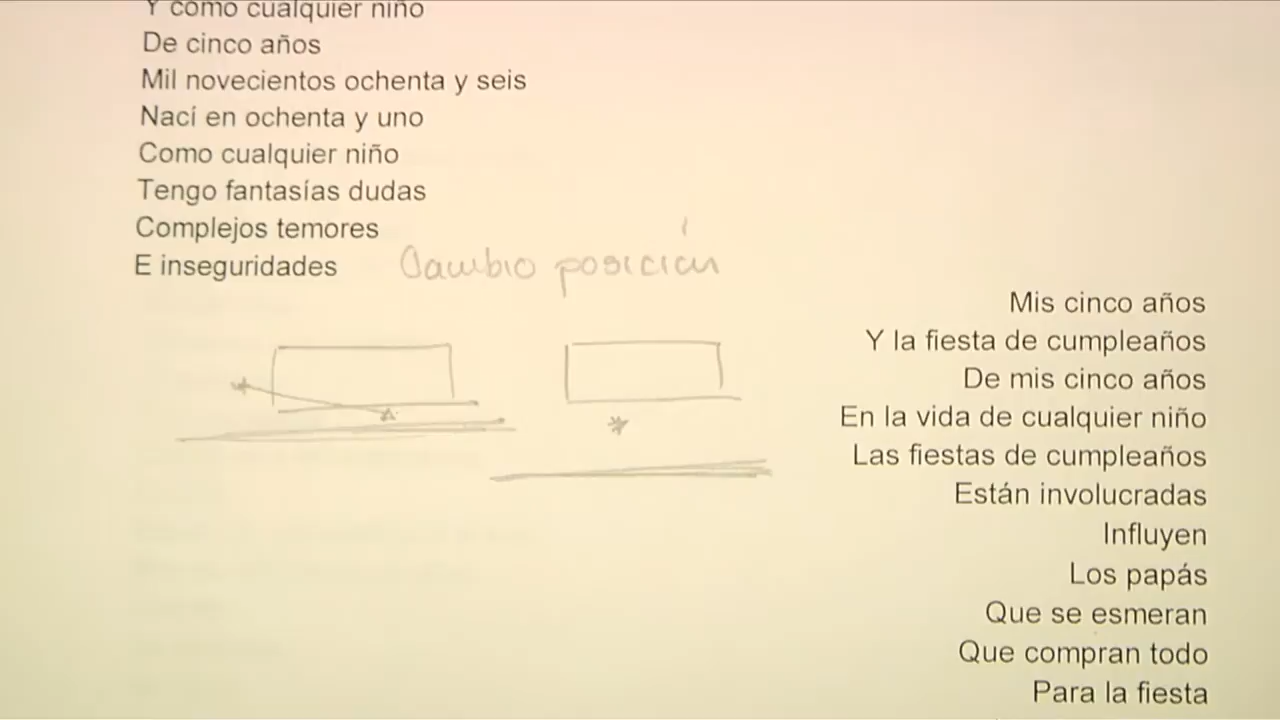 Y como cualquier niño
De cinco años
Mil novecientos ochenta y seis
Nací en ochenta y uno
Como cualquier niño
Tengo fantasías dudas
Complejos temores
E inseguridades Cambio posición
Mis cinco años
Y la fiesta de cumpleaños
De mis cinco años
En la vida de cualquier niño
Las fiestas de cumpleaños
Están involucradas
Influyen
Los papás
Que se esmeran
Que compran todo
Para la fiesta